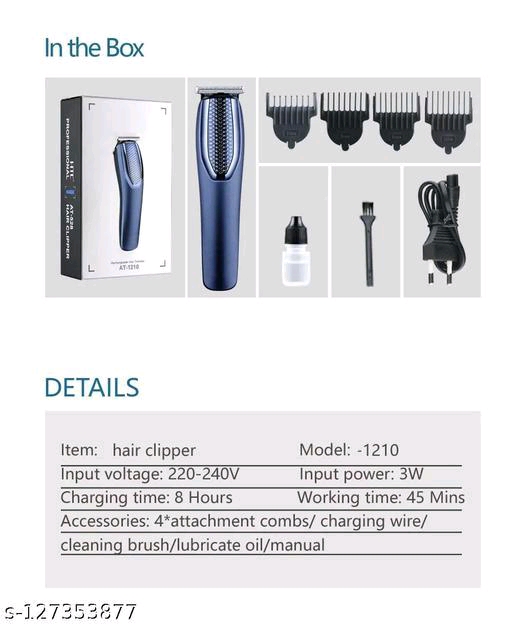 In the Box
HTC
PROFESSIONAL
AT-528
HAIR CLIPPER
Rechargeable Hair Trimmer
AT-1210
DETAILS
Item: hair clipper Model: -1210
Input voltage: 220-240V Input power: 3W
Charging time: 8 Hours Working time: 45 Mins
Accessories: 4*attachment combs/ charging wire/
cleaning brush/lubricate oil/manual
s-127353877